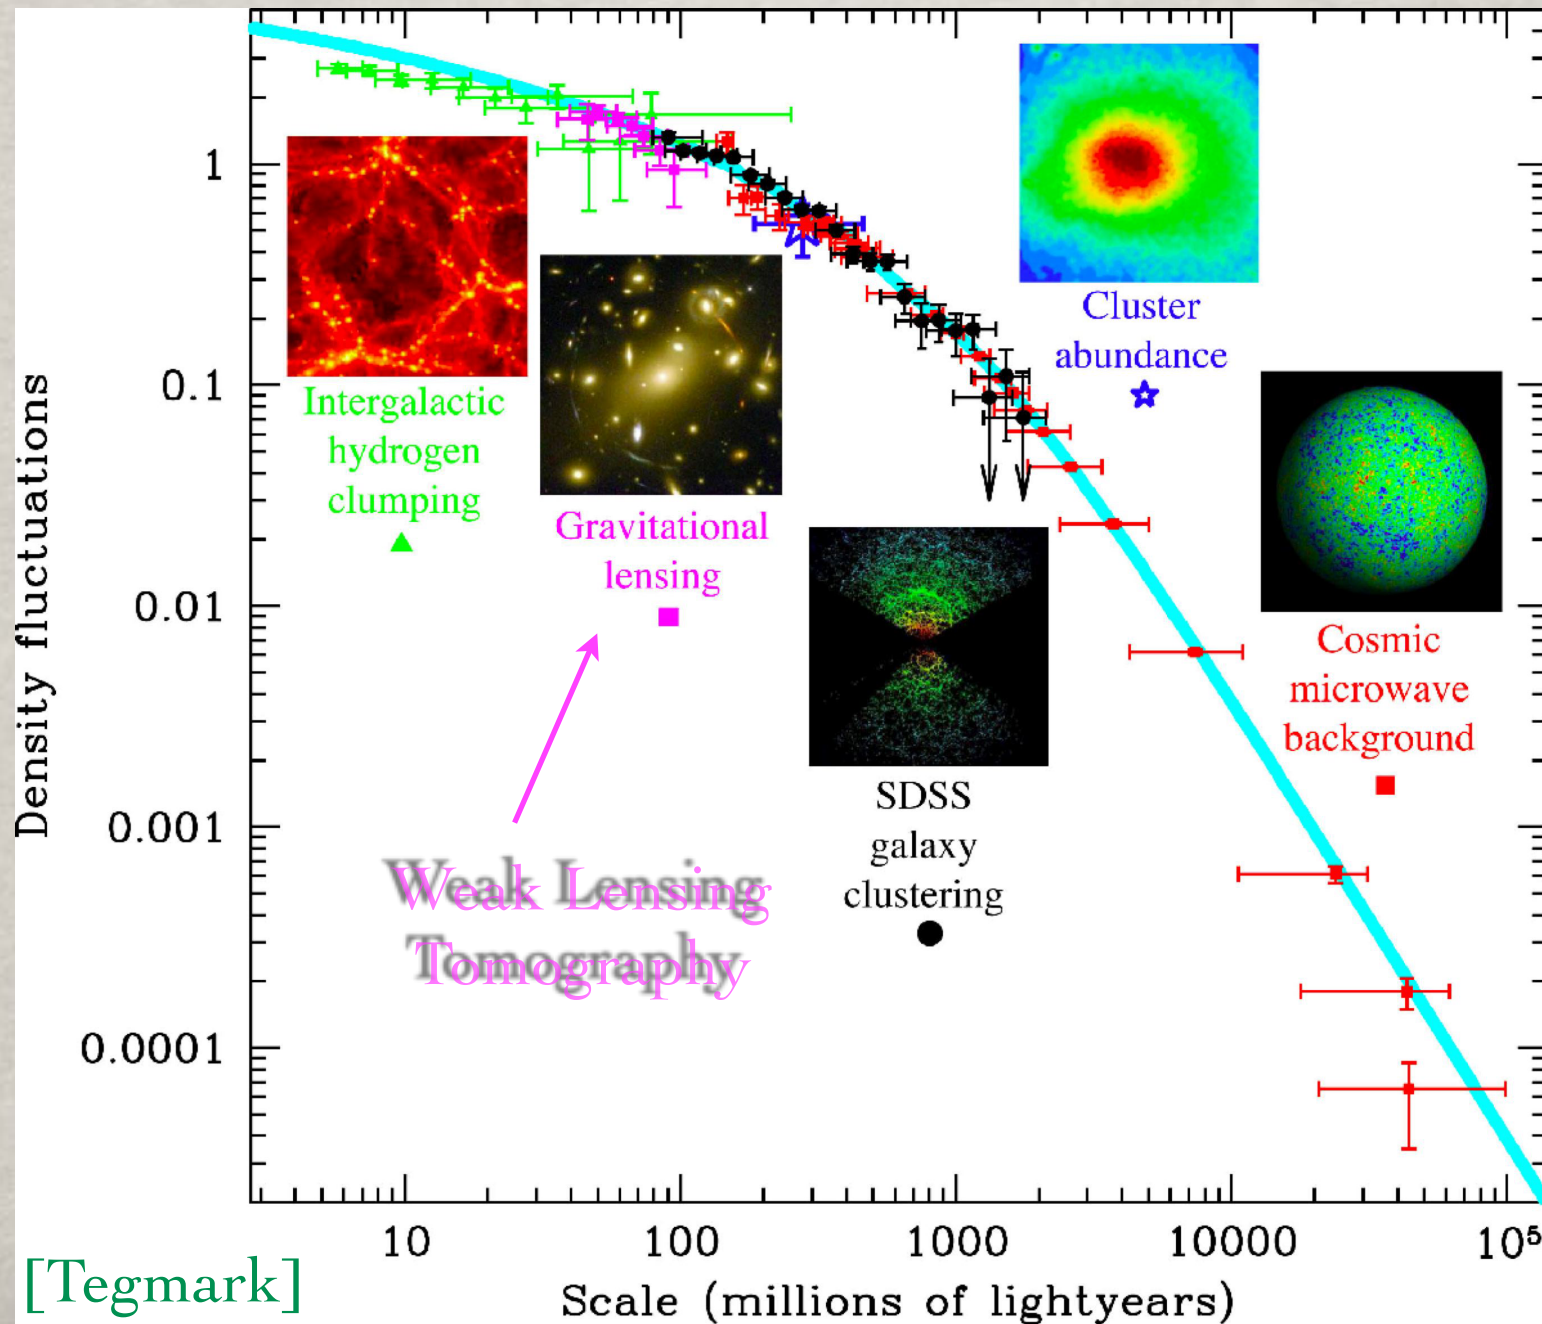 Density fluctuations
1
0.1
0.01
0.001
0.0001
Intergalactic
hydrogen
clumping
Gravitational
lensing
Cluster
abundance
SDSS
galaxy
clustering
Cosmic
microwave
background
Weak Lensing
Tomography
10
100
1000
10000
10⁵
Scale (millions of lightyears)
[Tegmark]